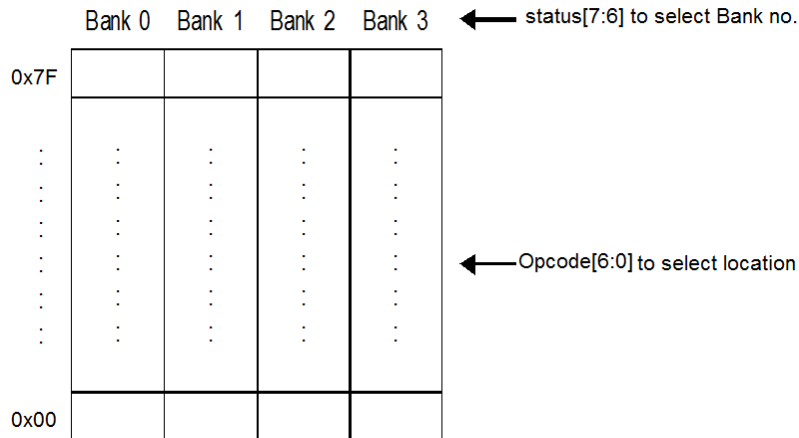 Bank 0 Bank 1 Bank 2 Bank 3 status[7:6] to select Bank no.
0x7F
Opcode[6:0] to select location
0x00